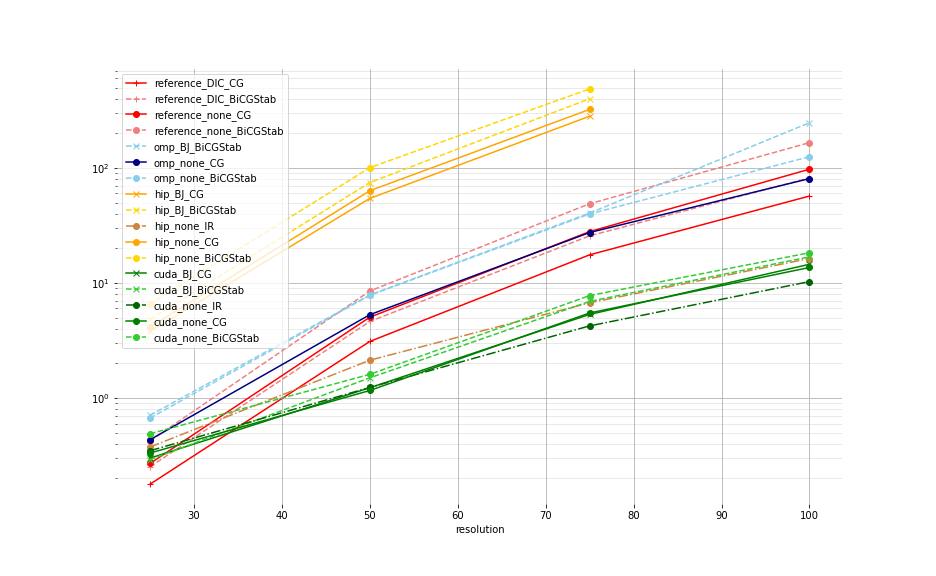 reference_DIC_CG
reference_DIC_BiCGStab
reference_none_CG
reference_none_BiCGStab
omp_BJ_BiCGStab
omp_none_CG
omp_none_BiCGStab
hip_BJ_CG
hip_BJ_BiCGStab
hip_none_IR
hip_none_CG
hip_none_BiCGStab
cuda_BJ_CG
cuda_BJ_BiCGStab
cuda_none_IR
cuda_none_CG
cuda_none_BiCGStab
10²
10¹
10⁰
30 40 50 60 70 80 90 100
resolution